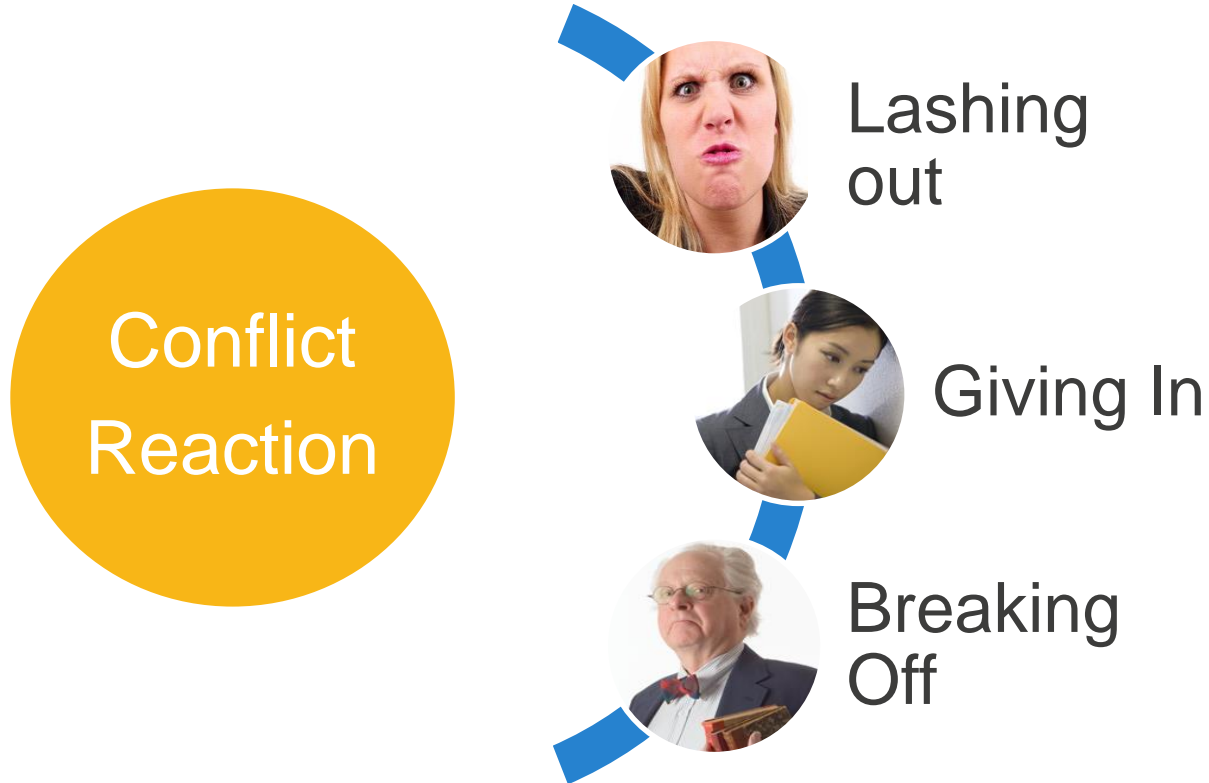 Conflict
Reaction
Lashing
out
Giving In
Breaking
Off